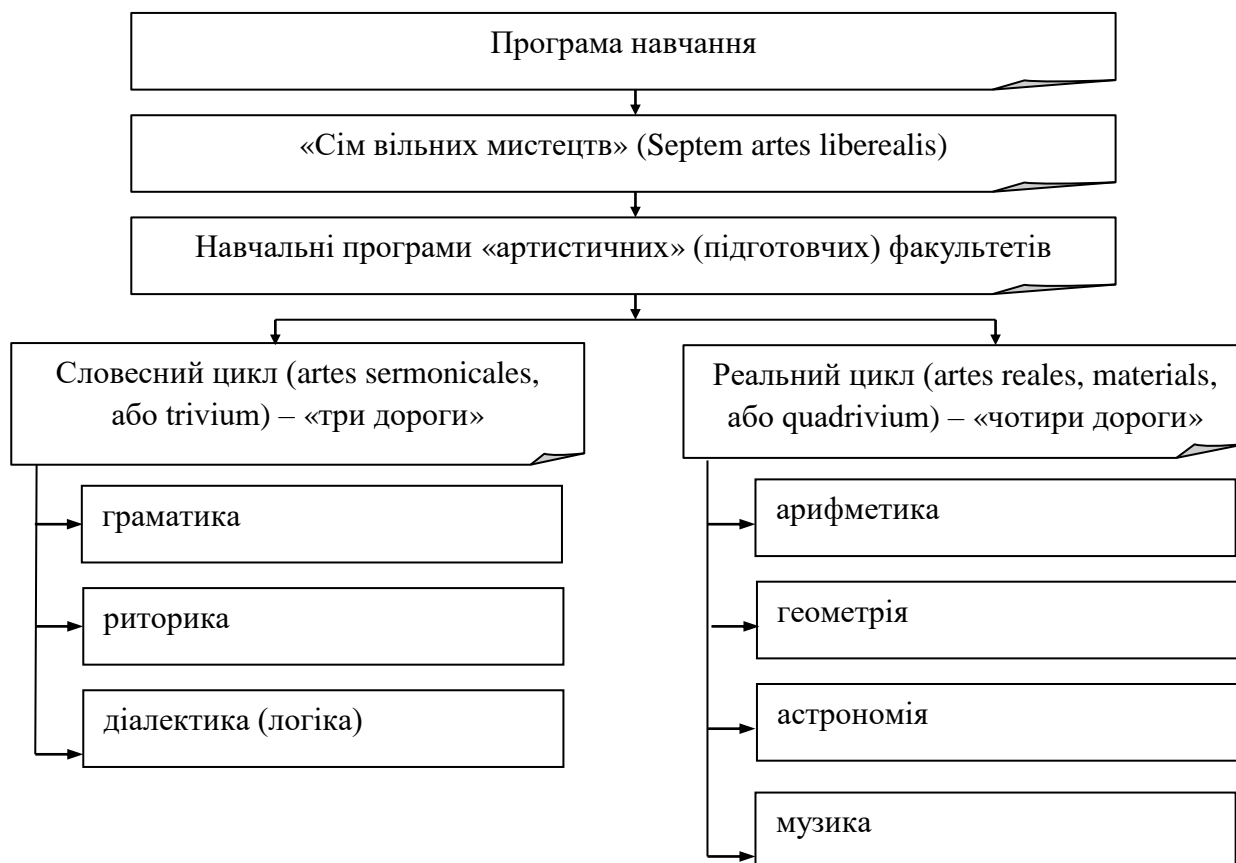 Програма навчання
«Сім вільних мистецтв» (Septem artes liberealis)
Навчальні програми «артистичних» (підготовчих) факультетів
Словесний цикл (artes sermonicales,
або trivium) – «три дороги»
граматика
риторика
діалектика (логіка)
Реальний цикл (artes reales, materials,
або quadrivium) – «чотири дороги»
арифметика
геометрія
астрономія
музика